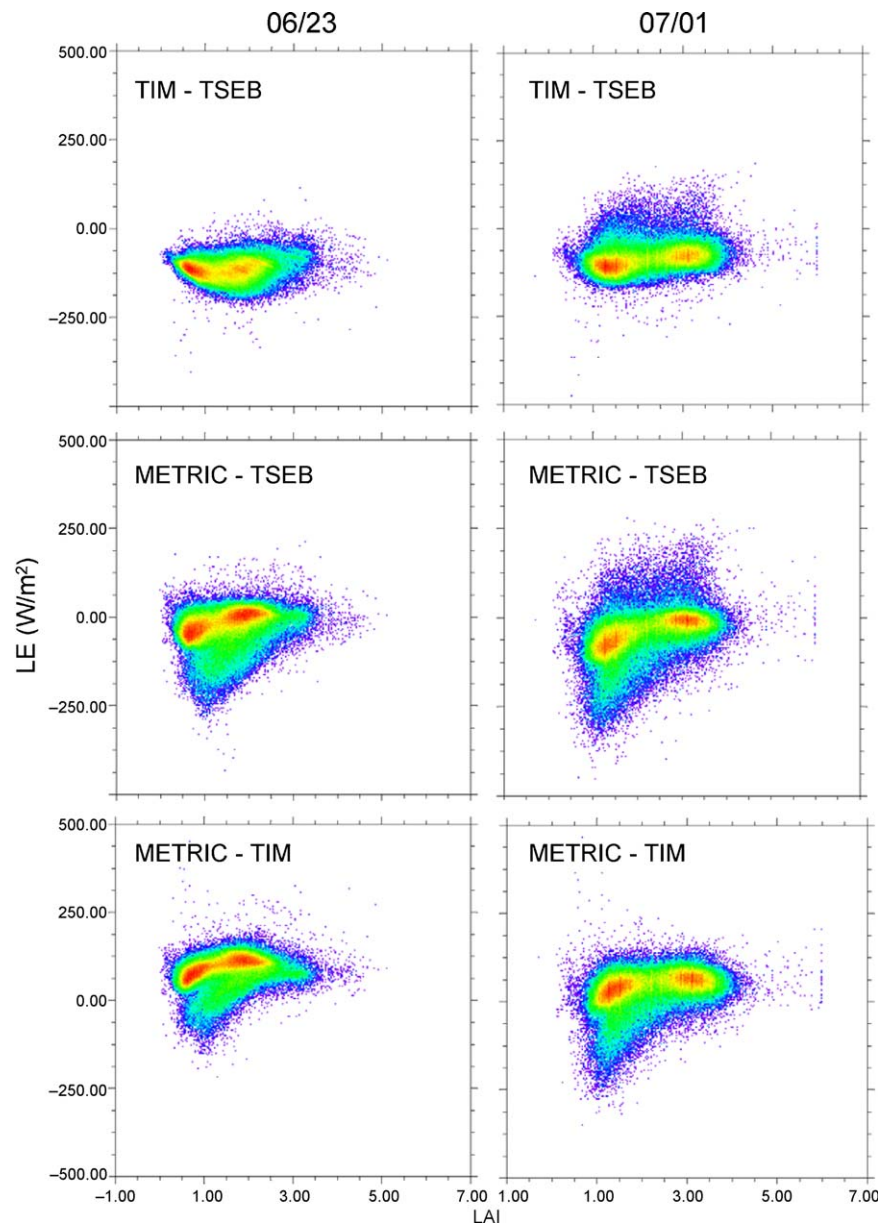 06/23 07/01
500.00
TIM - TSEB TIM - TSEB
250.00
0.00
−250.00
500.00
METRIC - TSEB METRIC - TSEB
250.00
0.00
−250.00
LE (W/m²)
500.00
METRIC - TIM METRIC - TIM
250.00
0.00
−250.00
−500.00
−1.00 1.00 3.00 5.00 7.00 1.00 1.00 3.00 5.00 7.00
LAI